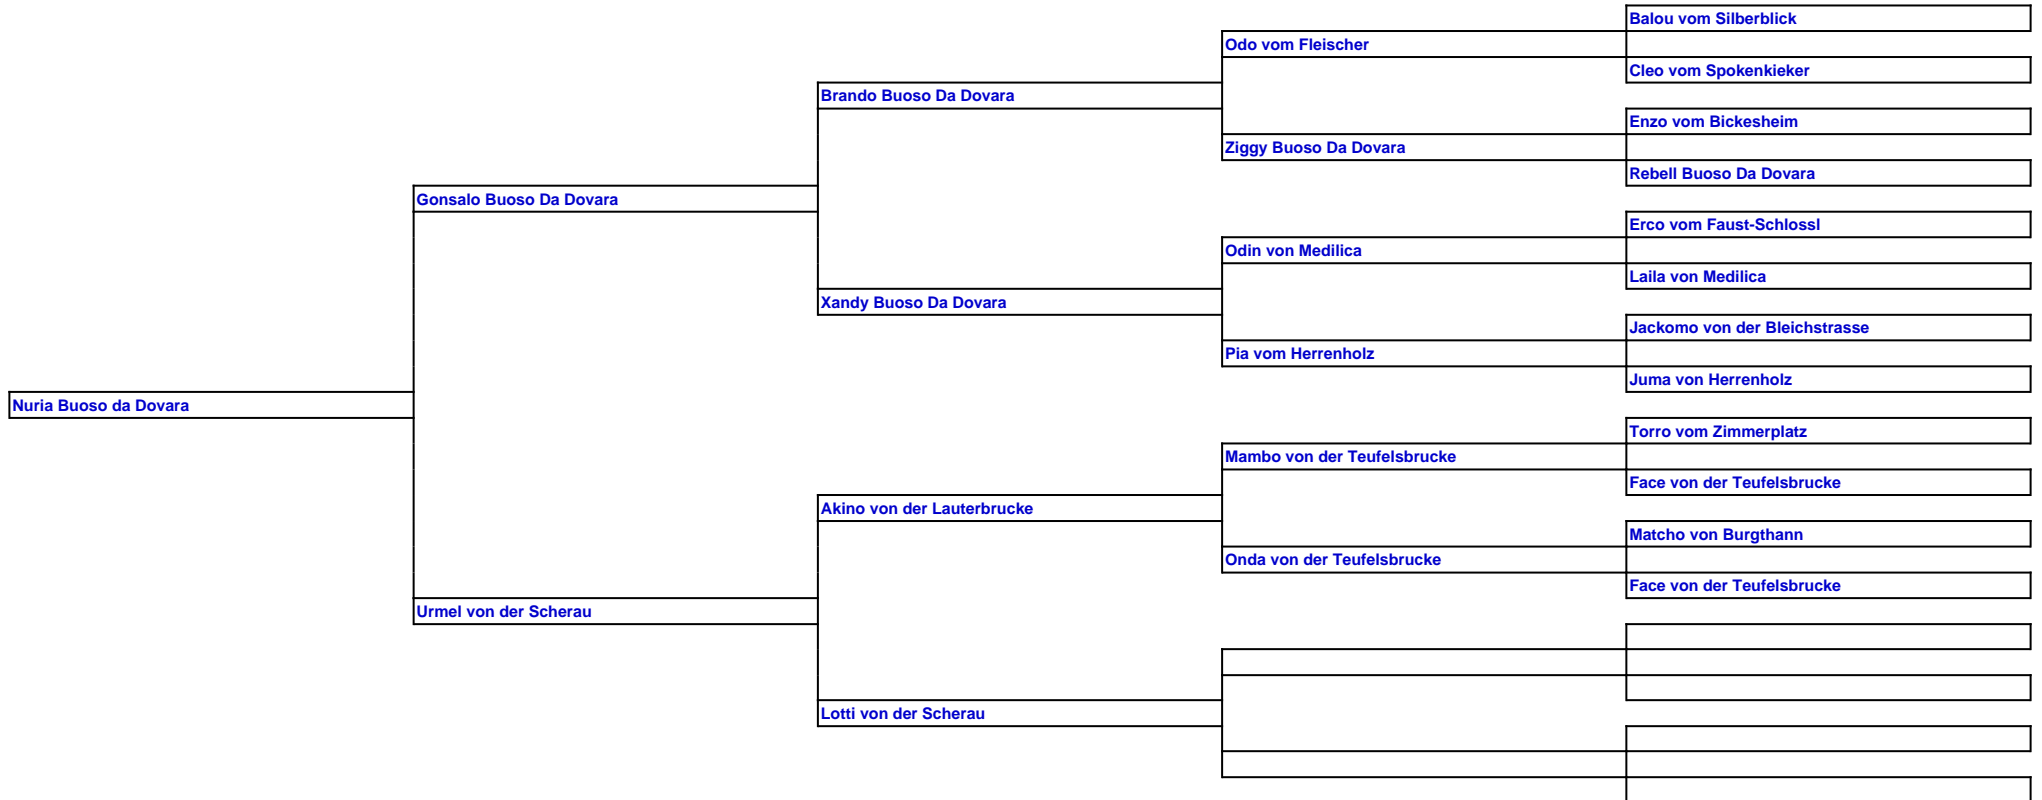 Balou vom Silberblick
Odo vom Fleischer
Cleo vom Spokenkieker
Brando Buoso Da Dovara
Enzo vom Bickesheim
Ziggy Buoso Da Dovara
Rebell Buoso Da Dovara
Gonsalo Buoso Da Dovara
Erco vom Faust-Schlossl
Odin von Medilica
Laila von Medilica
Xandy Buoso Da Dovara
Jackomo von der Bleichstrasse
Pia vom Herrenholz
Juma von Herrenholz
Nuria Buoso da Dovara
Torro vom Zimmerplatz
Mambo von der Teufelsbrucke
Face von der Teufelsbrucke
Akino von der Lauterbrucke
Matcho von Burgthann
Onda von der Teufelsbrucke
Face von der Teufelsbrucke
Urmel von der Scherau
Lotti von der Scherau